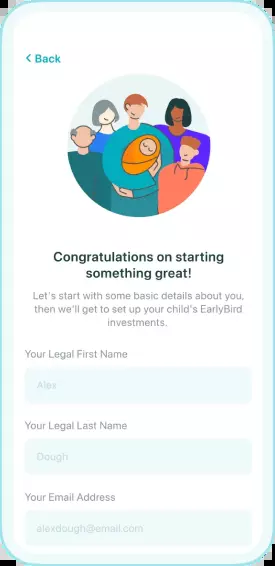 Back
Congratulations on starting
something great!
Let's start with some basic details about you,
then we'll get to set up your child's EarlyBird
investments.
Your Legal First Name
Alex
Your Legal Last Name
Dough
Your Email Address
alexdough@email.com